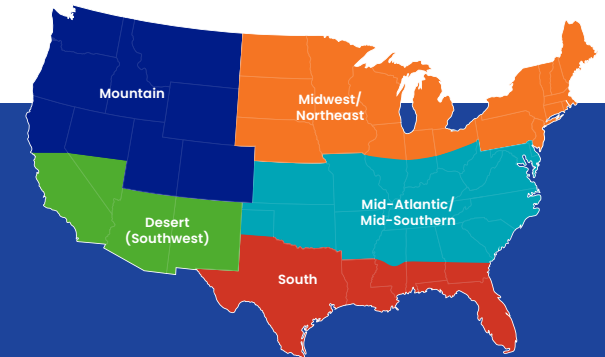 Mountain
Midwest/
Northeast
Mid-Atlantic/
Mid-Southern
Desert
(Southwest)
South